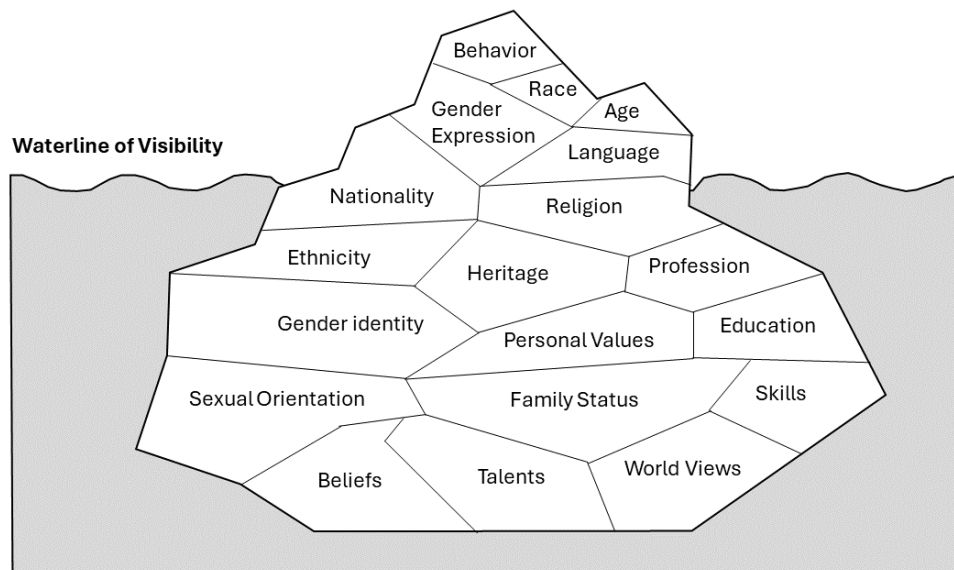 Behavior
Race
Age
Gender
Expression
Waterline of Visibility
Language
Nationality
Religion
Ethnicity
Heritage
Profession
Gender identity
Personal Values
Education
Sexual Orientation
Family Status
Skills
Beliefs
Talents
World Views